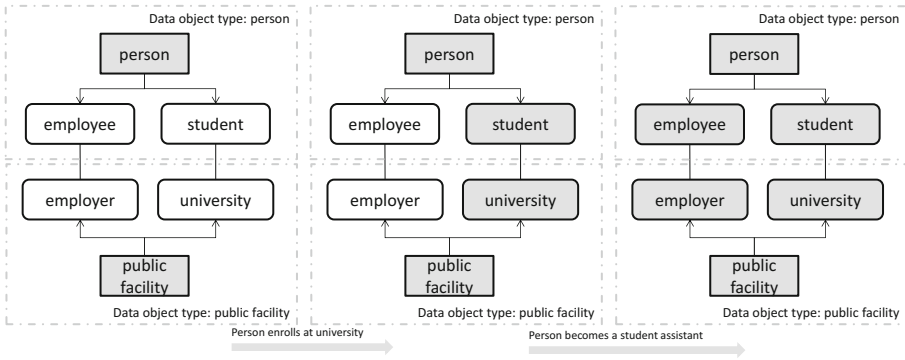 Data object type: person
person
employee
student
employer
university
public
facility
Data object type: public facility
Person enrolls at university
Data object type: person
person
employee
student
employer
university
public
facility
Data object type: public facility
Person becomes a student assistant
Data object type: person
person
employee
student
employer
university
public
facility
Data object type: public facility